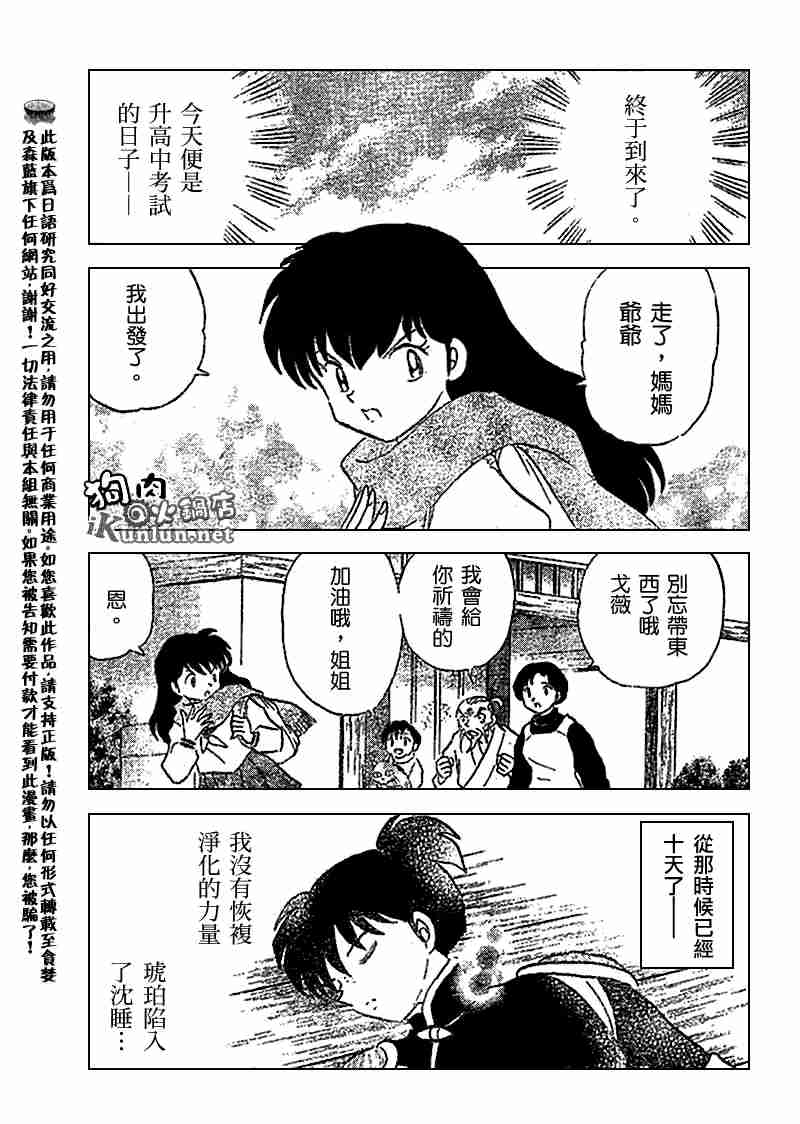 終于到來了。
今天便是
升高中考試
的日子——
走了，媽媽
爺爺
我出發了。
別忘帶東
西了哦
戈薇
我會給
你祈禱的
加油哦，姐姐
恩。
從那時候已經
十天了——
我沒有恢複
淨化的力量
琥珀陷入
了沈睡…
狗肉
火鍋店
iKunlun.net
此版本爲日語研究同好交流之用，請勿用于任何商業用途。如您喜歡此作品，請支持正版！請勿以任何形式轉載至貪婪
及森藍旗下任何網站，謝謝！一切法律責任與本組無關。如果您被告知需要付款才能看到此漫畫，那麽，您被騙了！